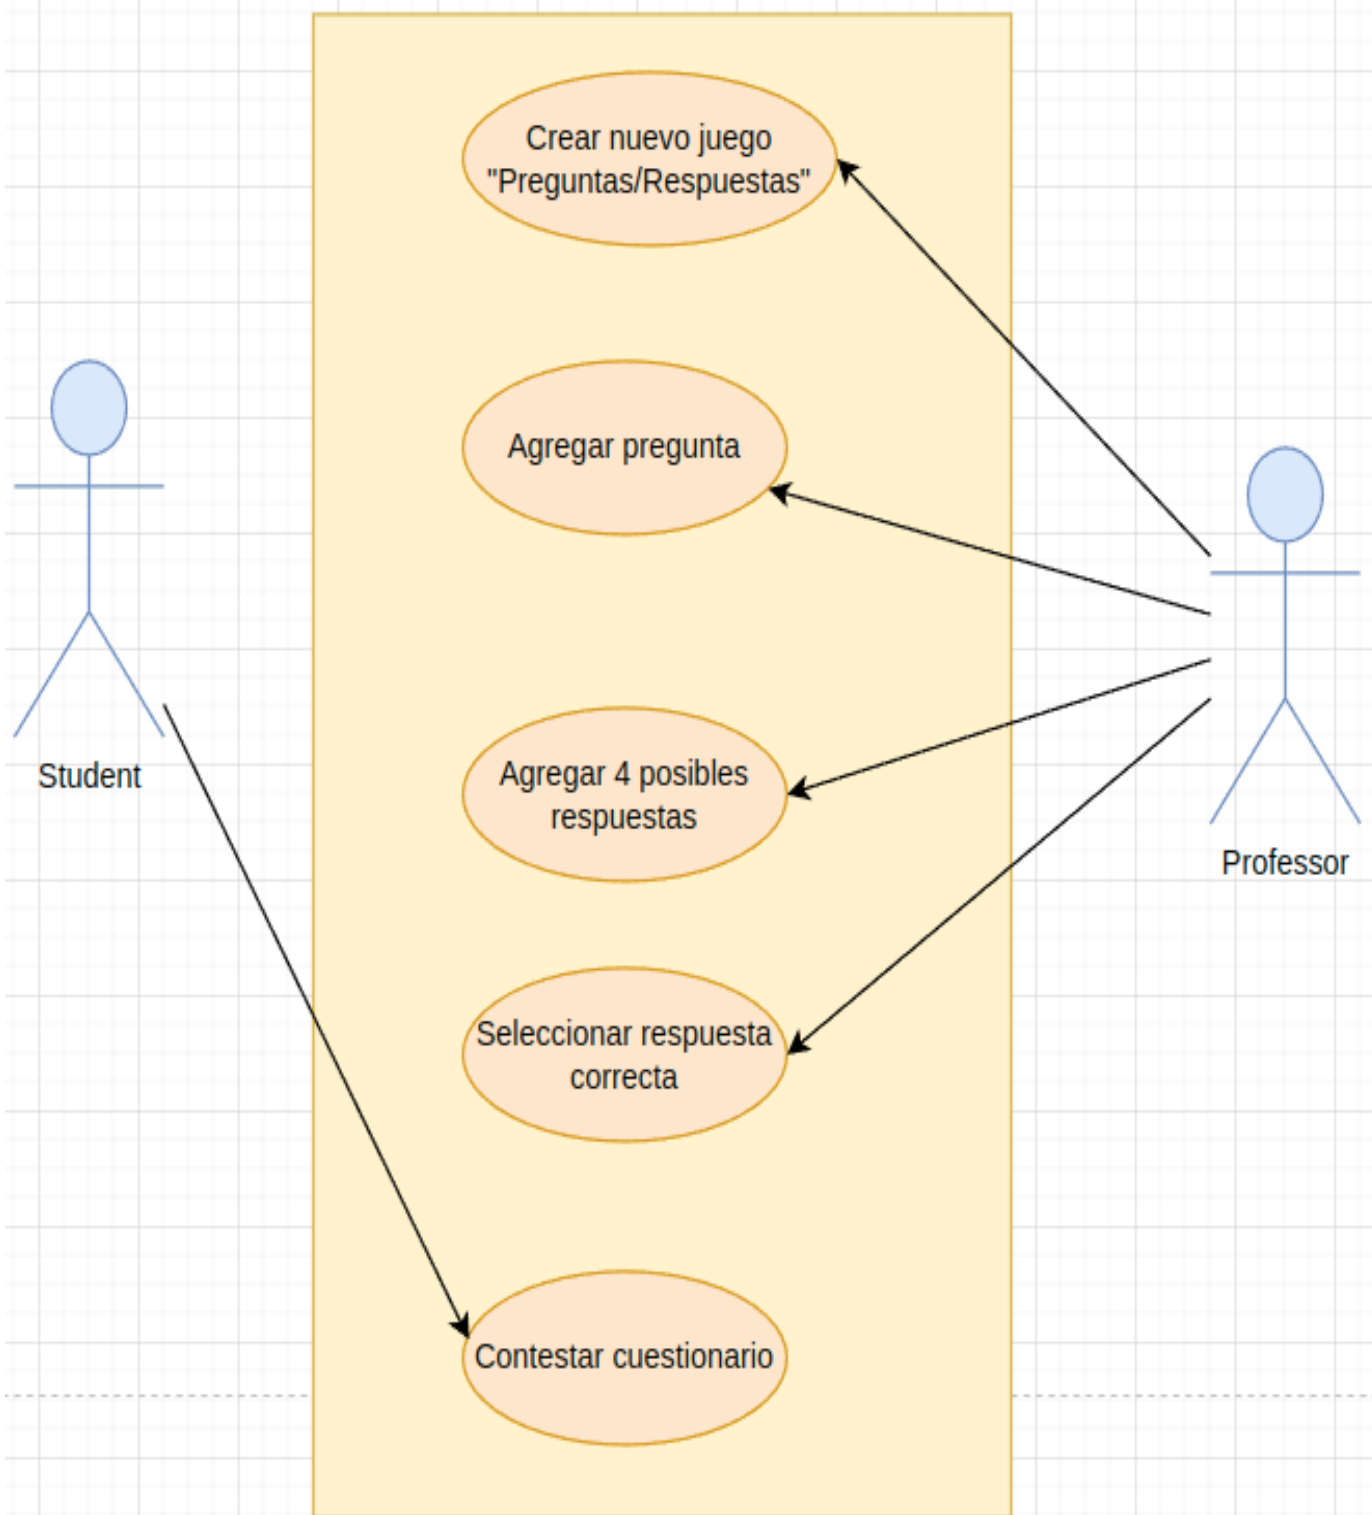 Crear nuevo juego
"Preguntas/Respuestas"
Agregar pregunta
Student
Agregar 4 posibles
respuestas
Professor
Seleccionar respuesta
correcta
Contestar cuestionario